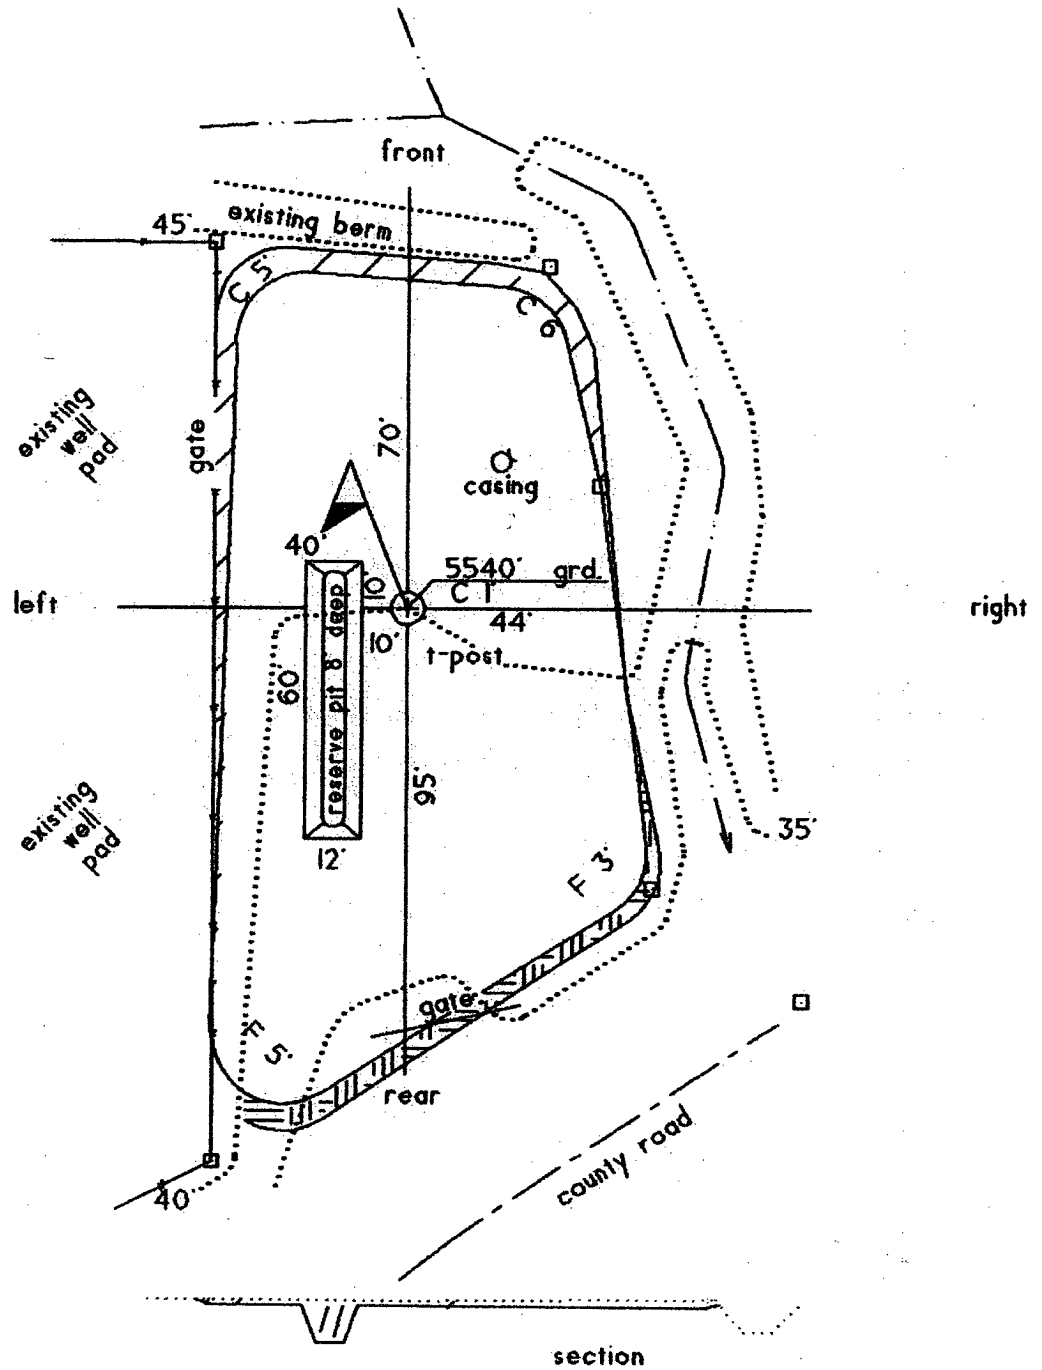 front
existing berm
45'
C 5'
C 6'
existing
well
pad
gate
70'
casing
40'
5540' grd.
C 1'
10'
left
right
44'
10'
t-post
60'
reserve pit 8' deep
95'
existing
well
pad
35'
12'
F 3'
gate
F 5'
rear
40'
county road
section